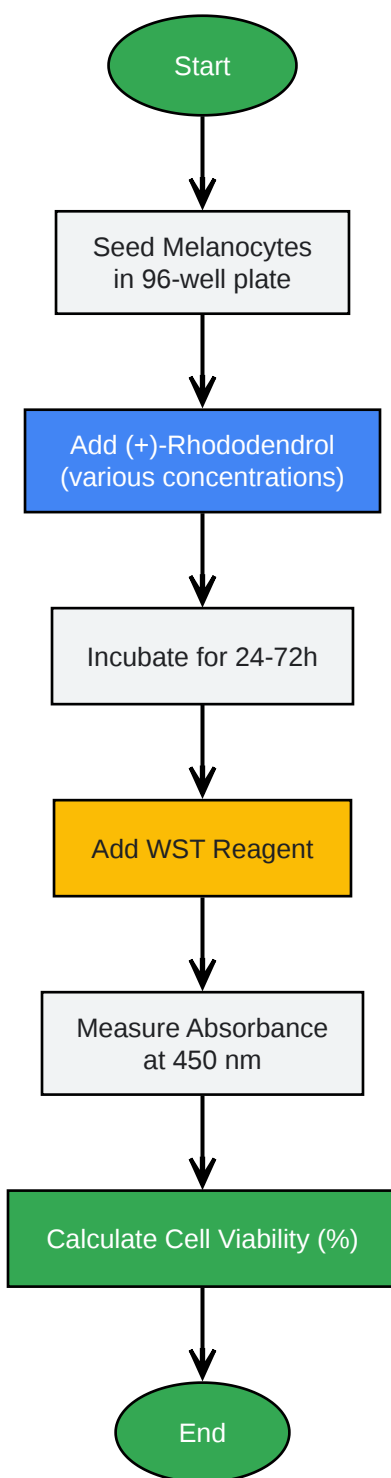 Start
Seed Melanocytes
in 96-well plate
Add (+)-Rhododendrol
(various concentrations)
Incubate for 24-72h
Add WST Reagent
Measure Absorbance
at 450 nm
Calculate Cell Viability (%)
End